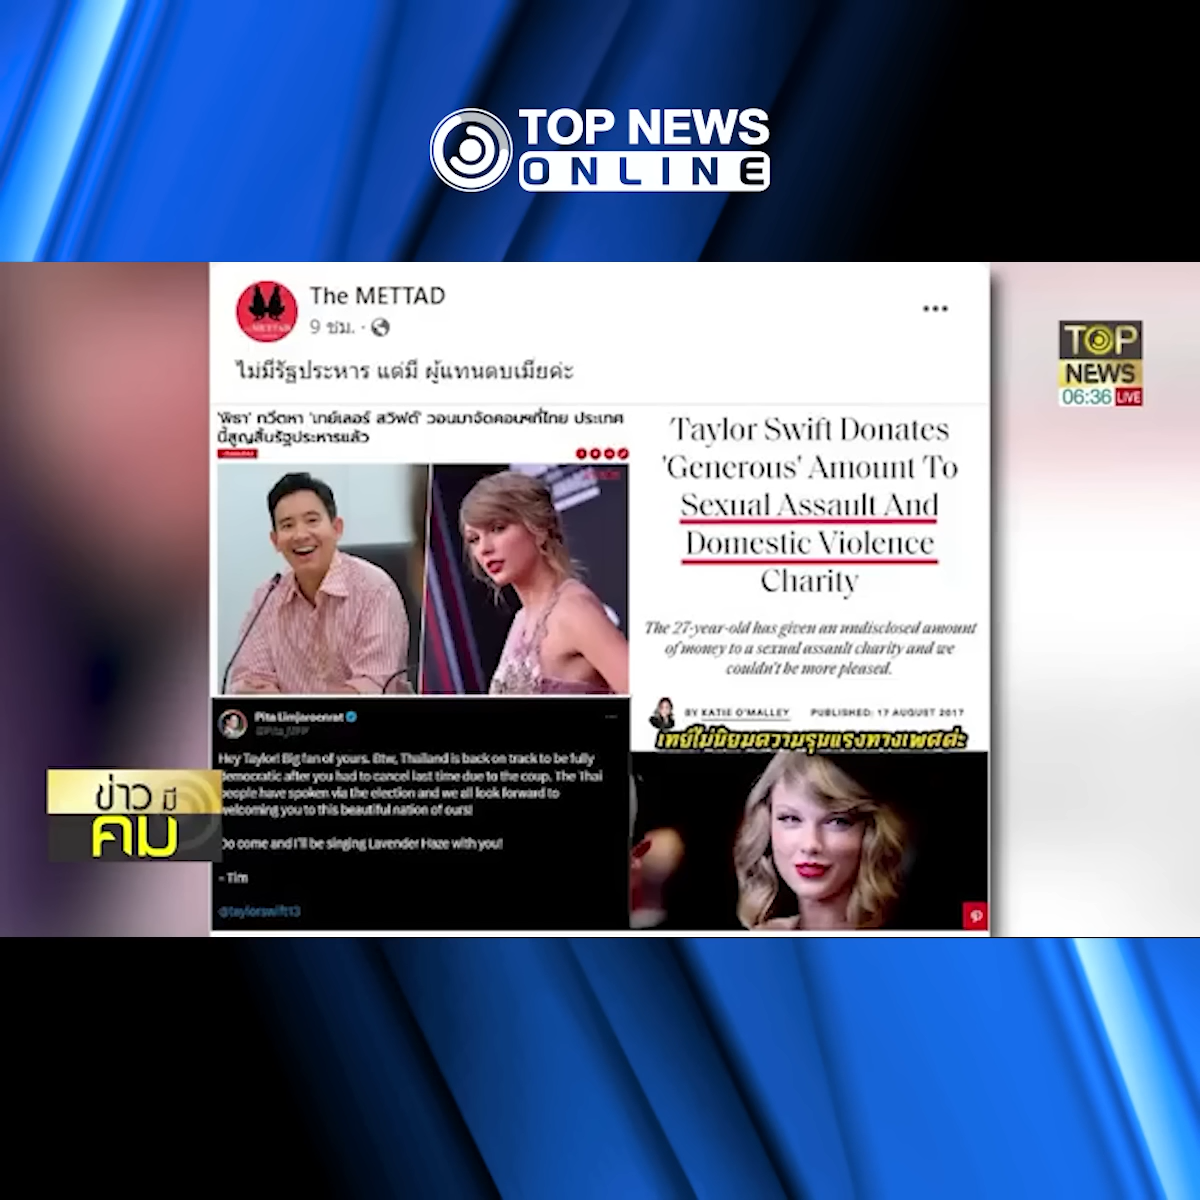 TOP NEWS
ONLINE
The METTAD
9 ชม.
ไม่มีรัฐประหาร แต่มี ผู้แทนตบเมียค่ะ
'พิธา' ทวีตหา 'เทย์เลอร์ สวิฟต์' วอนมาจัดคอนฯที่ไทย ประเทศ
นี้สูญสิ้นรัฐประหารแล้ว
Pita Limjaroenrat
Hey Taylor! Big fan of yours. Btw, Thailand is back on track to be fully
democratic after you had to cancel last time due to the coup. The Thai
people have spoken via the election and we all look forward to
welcoming you to this beautiful nation of ours!
Do come and I'll be singing Lavender Haze with you!
- Tim
@taylorswift13
'Taylor Swift Donates
'Generous' Amount To
Sexual Assault And
Domestic Violence
Charity
The 27-year-old has given an undisclosed amount
of money to a sexual assault charity and we
couldn't be more pleased.
BY KATIE O'MALLEY PUBLISHED: 17 AUGUST 2017
เทย์ไม่นิยมความรุนแรงทางเพศค่ะ
TOP
NEWS
06:36 LIVE
ข่าวมี
คม